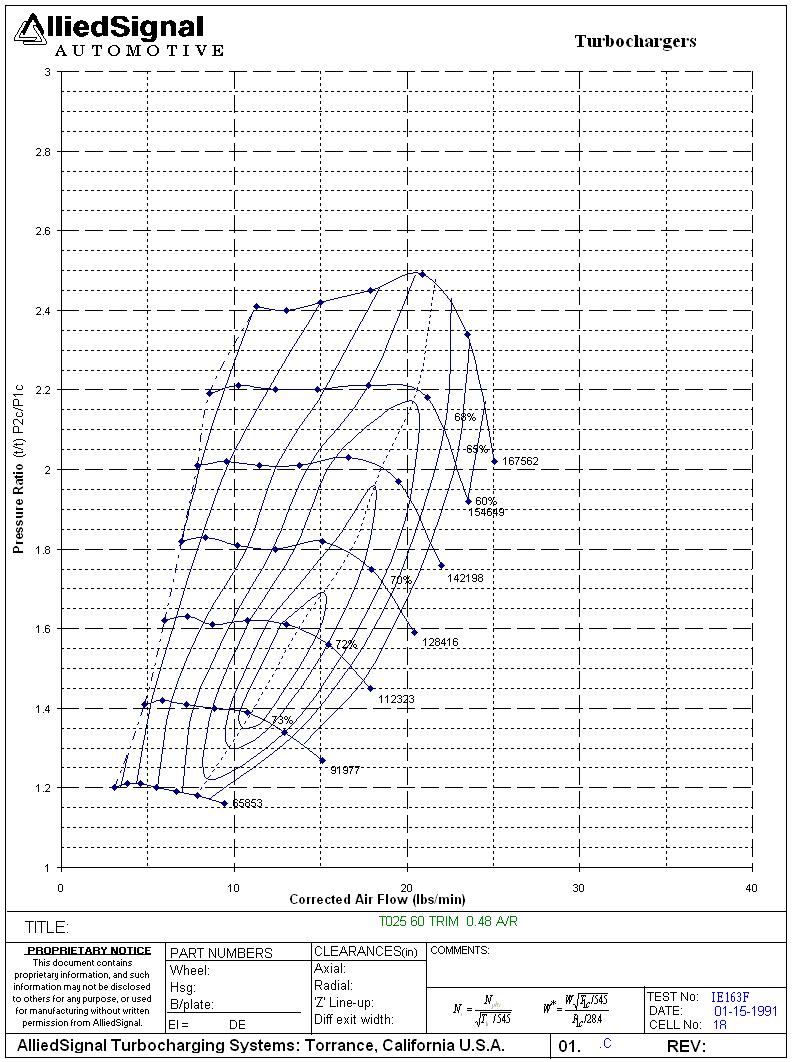 AlliedSignal
AUTOMOTIVE
Turbochargers
3
2.8
2.6
2.4
2.2
2
1.8
1.6
1.4
1.2
1
Pressure Ratio (t/t) P2c/P1c
68%
69%
167562
60%
154649
142198
70%
128416
72%
112323
73%
91977
65853
0
10
20
30
40
Corrected Air Flow (lbs/min)
TITLE:
T025 60 TRIM 0.48 A/R
PROPRIETARY NOTICE
This document contains
proprietary information, and such
information may not be disclosed
to others for any purpose, or used
for manufacturing without written
permission from AlliedSignal.
PART NUMBERS
Wheel:
Hsg:
B/plate:
EI = DE
CLEARANCES(in)
Axial:
Radial:
'Z' Line-up:
Diff exit width:
COMMENTS:
TEST No: IE163F
DATE: 01-15-1991
CELL No: 18
AlliedSignal Turbocharging Systems: Torrance, California U.S.A.
01. .C
REV: